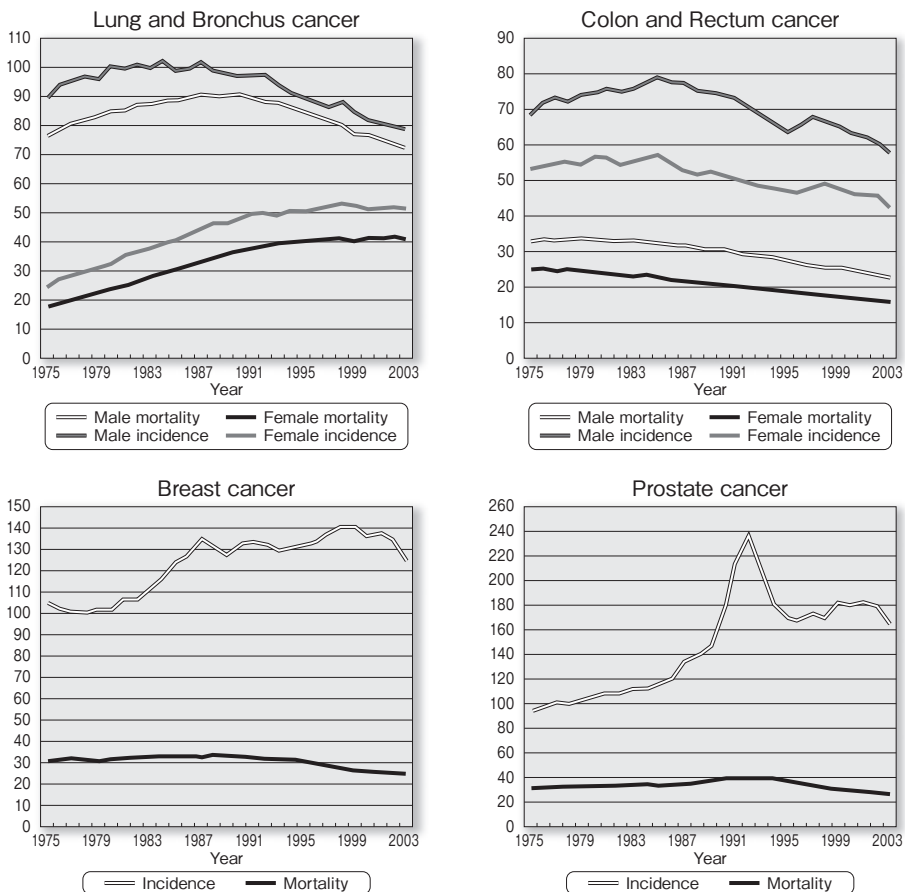 Lung and Bronchus cancer
110
100
90
80
70
60
50
40
30
20
10
0
1975 1979 1983 1987 1991 1995 1999 2003
Year
Male mortality Female mortality
Male incidence Female incidence
Colon and Rectum cancer
90
80
70
60
50
40
30
20
10
0
1975 1979 1983 1987 1991 1995 1999 2003
Year
Male mortality Female mortality
Male incidence Female incidence
Breast cancer
150
140
130
120
110
100
90
80
70
60
50
40
30
20
10
0
1975 1979 1983 1987 1991 1995 1999 2003
Year
Incidence Mortality
Prostate cancer
260
240
220
200
180
160
140
120
100
80
60
40
20
0
1975 1979 1983 1987 1991 1995 1999 2003
Year
Incidence Mortality